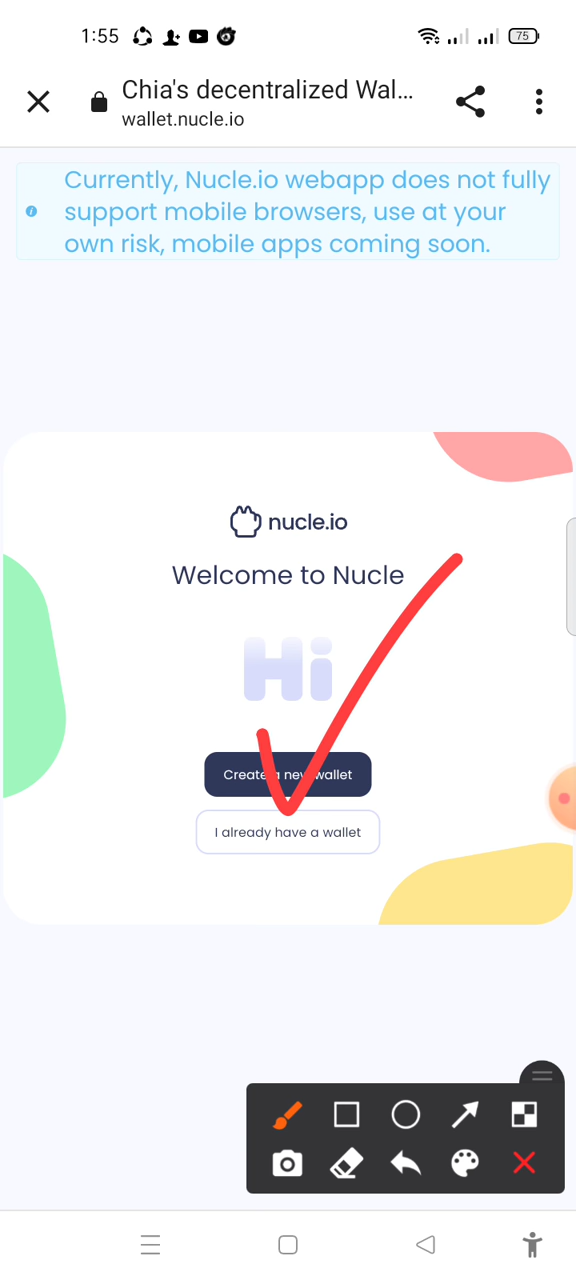 1:55
75
Chia's decentralized Wal...
wallet.nucle.io
Currently, Nucle.io webapp does not fully
support mobile browsers, use at your
own risk, mobile apps coming soon.
nucle.io
Welcome to Nucle
Hi
Create a new wallet
I already have a wallet